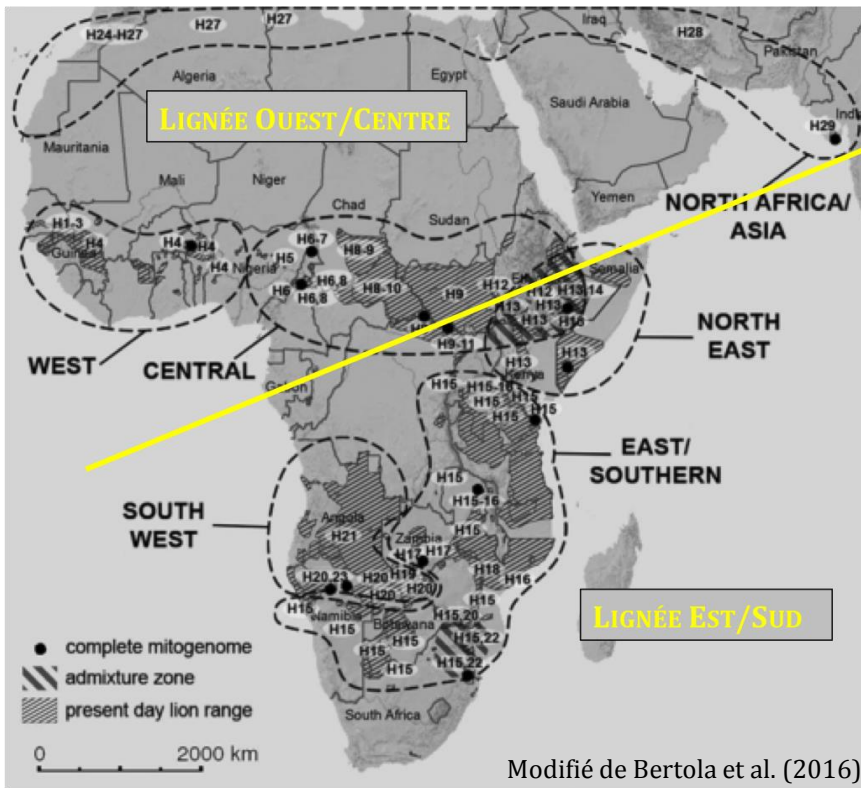 H24-H27
H27
H27
Iraq
H28
Pakistan
Algeria
Egypt
Saudi Arabia
India
H29
LIGNÉE OUEST/CENTRE
Mauritania
Mali
Niger
Chad
Sudan
Yemen
NORTH AFRICA/
ASIA
H1-3
Guinea
H4
H4
H4
H4
Nigeria
H5
H6-7
H6
H6,8
H6,8
H8-9
H8-10
H9
H9-11
H12
H12
Somalia
H13,14
H13
H13
H13
H13
H13
Kenya
WEST
CENTRAL
NORTH
EAST
Gabon
H15
H15-16
H15
H15
H15
H15
EAST/
SOUTHERN
H15
H15-16
H15
SOUTH
WEST
Angola
H21
Zambia
H17
H17
H18
H16
H19
H20,23
H20
H20
H20
H15
H15
Namibia
H15
Botswana
H15
H15
H15
H15,20
H15,22
H15,22
South Africa
LIGNÉE EST/SUD
complete mitogenome
admixture zone
present day lion range
0 2000 km
Modifié de Bertola et al. (2016)